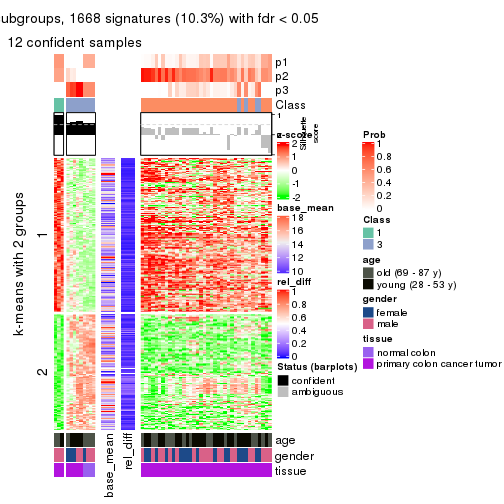 ubgroups, 1668 signatures (10.3%) with fdr < 0.05
12 confident samples
p1
p2
p3
Class
1
0
Silhouette
score
k-means with 2 groups
1
2
z-score
2
1
0
-1
-2
base_mean
18
16
14
12
10
rel_diff
1
0.8
0.6
0.4
0.2
0
Status (barplots)
confident
ambiguous
Prob
1
0.8
0.6
0.4
0.2
0
Class
1
3
age
old (69 - 87 y)
young (28 - 53 y)
gender
female
male
tissue
normal colon
primary colon cancer tumor
age
gender
tissue
base_mean
rel_diff